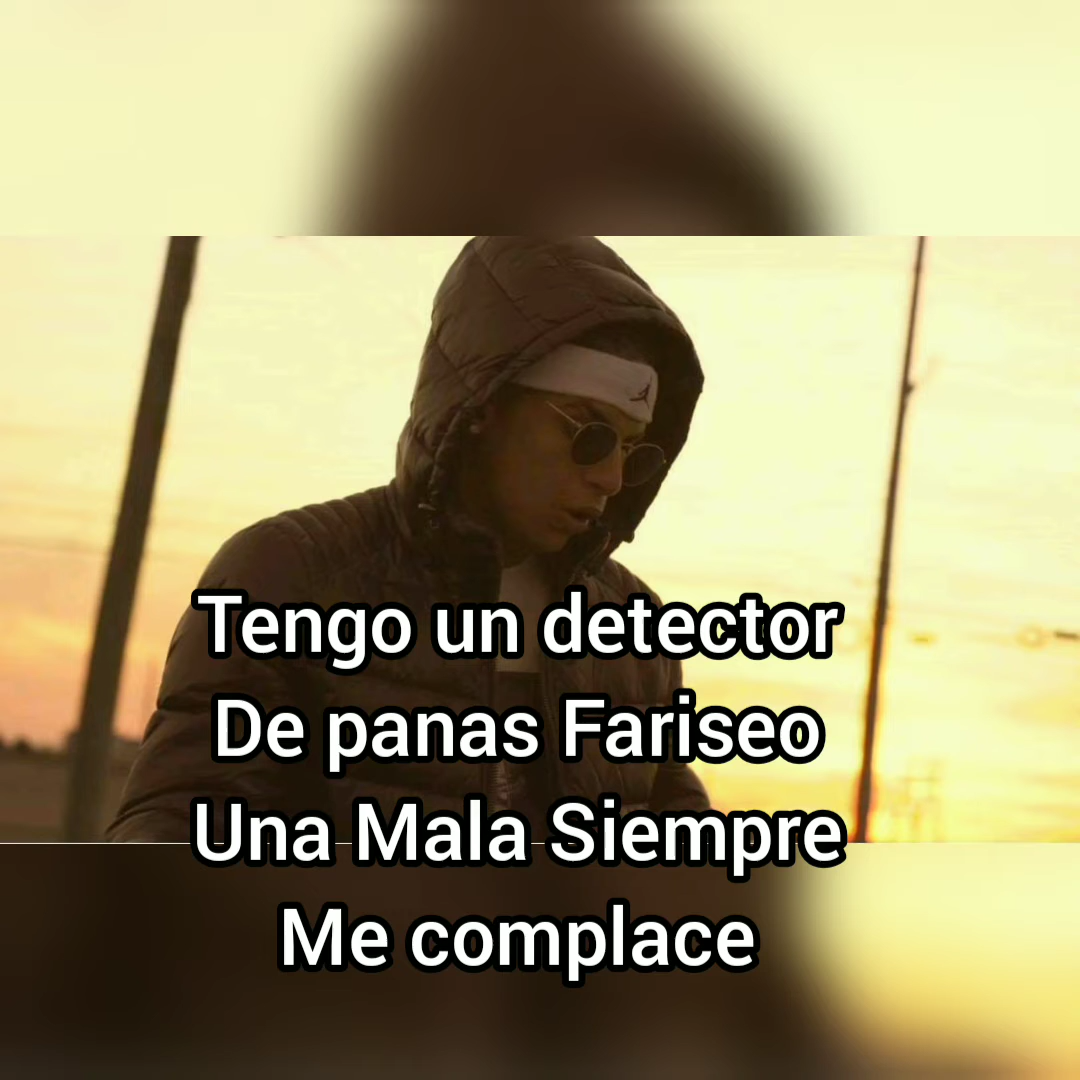 Tengo un detector
De panas Fariseo
Una Mala Siempre
Me complace